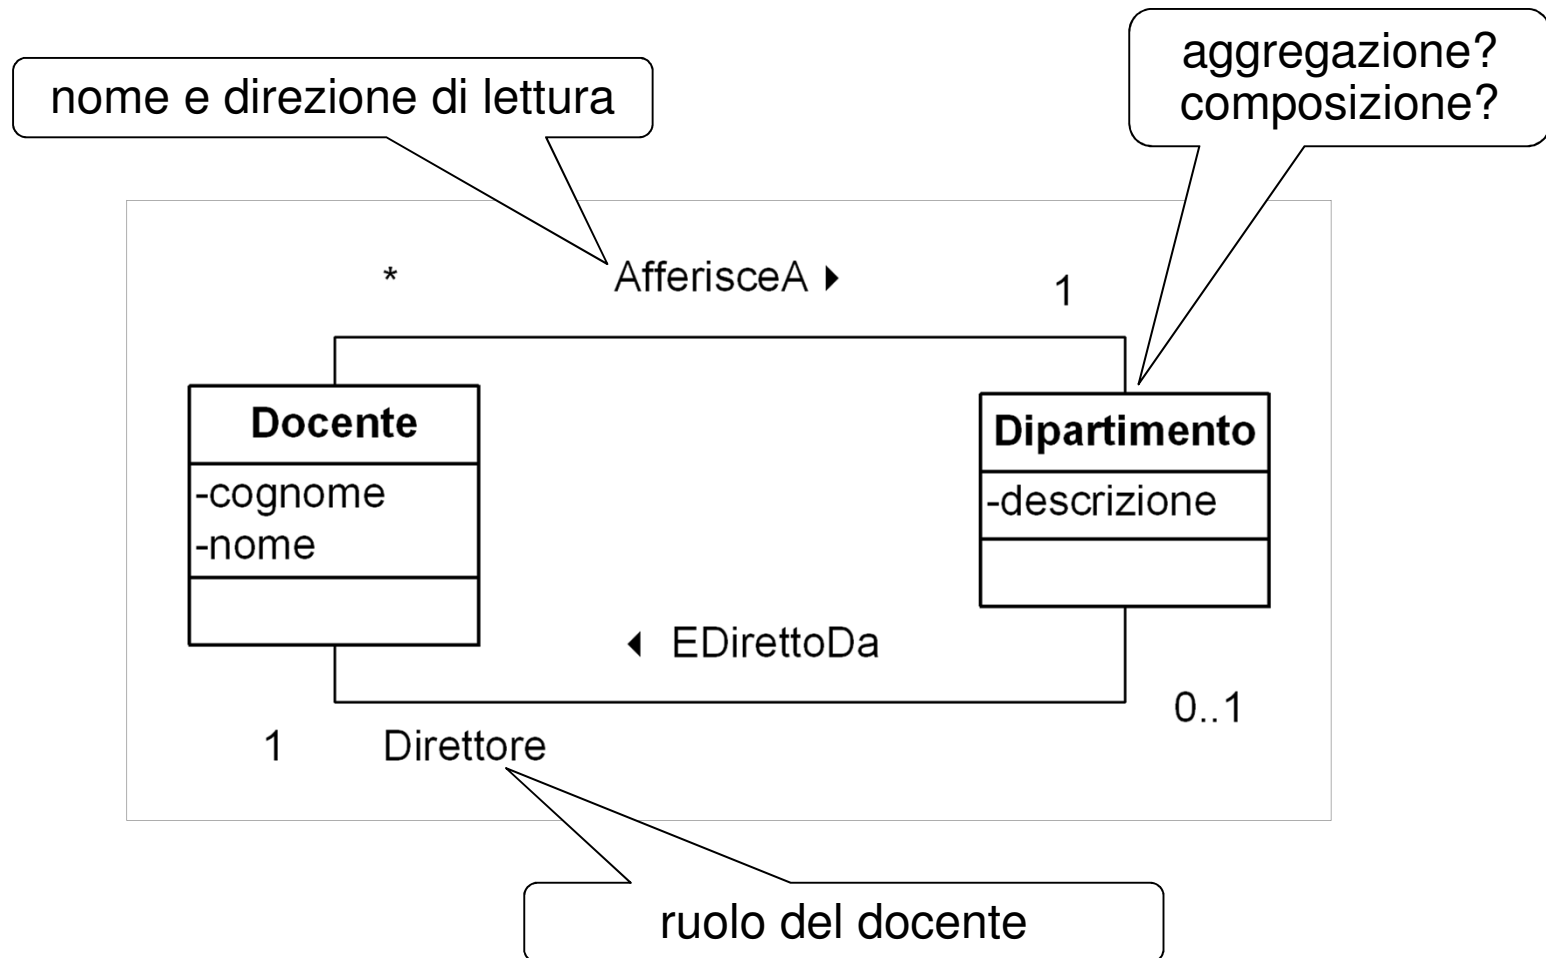 nome e direzione di lettura
aggregazione?
composizione?
* AfferisceA ▶ 1
Docente
-cognome
-nome
Dipartimento
-descrizione
◀ EDirettoDa
0..1
1 Direttore
ruolo del docente